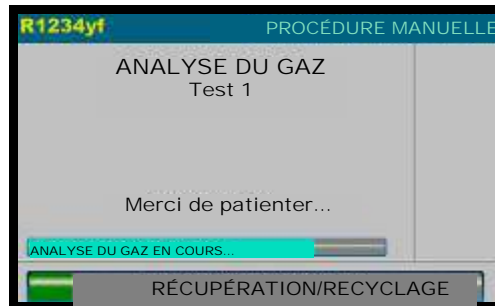 R1234yf PROCÉDURE MANUELLE
ANALYSE DU GAZ
Test 1
Merci de patienter...
ANALYSE DU GAZ EN COURS...
RÉCUPÉRATION/RECYCLAGE